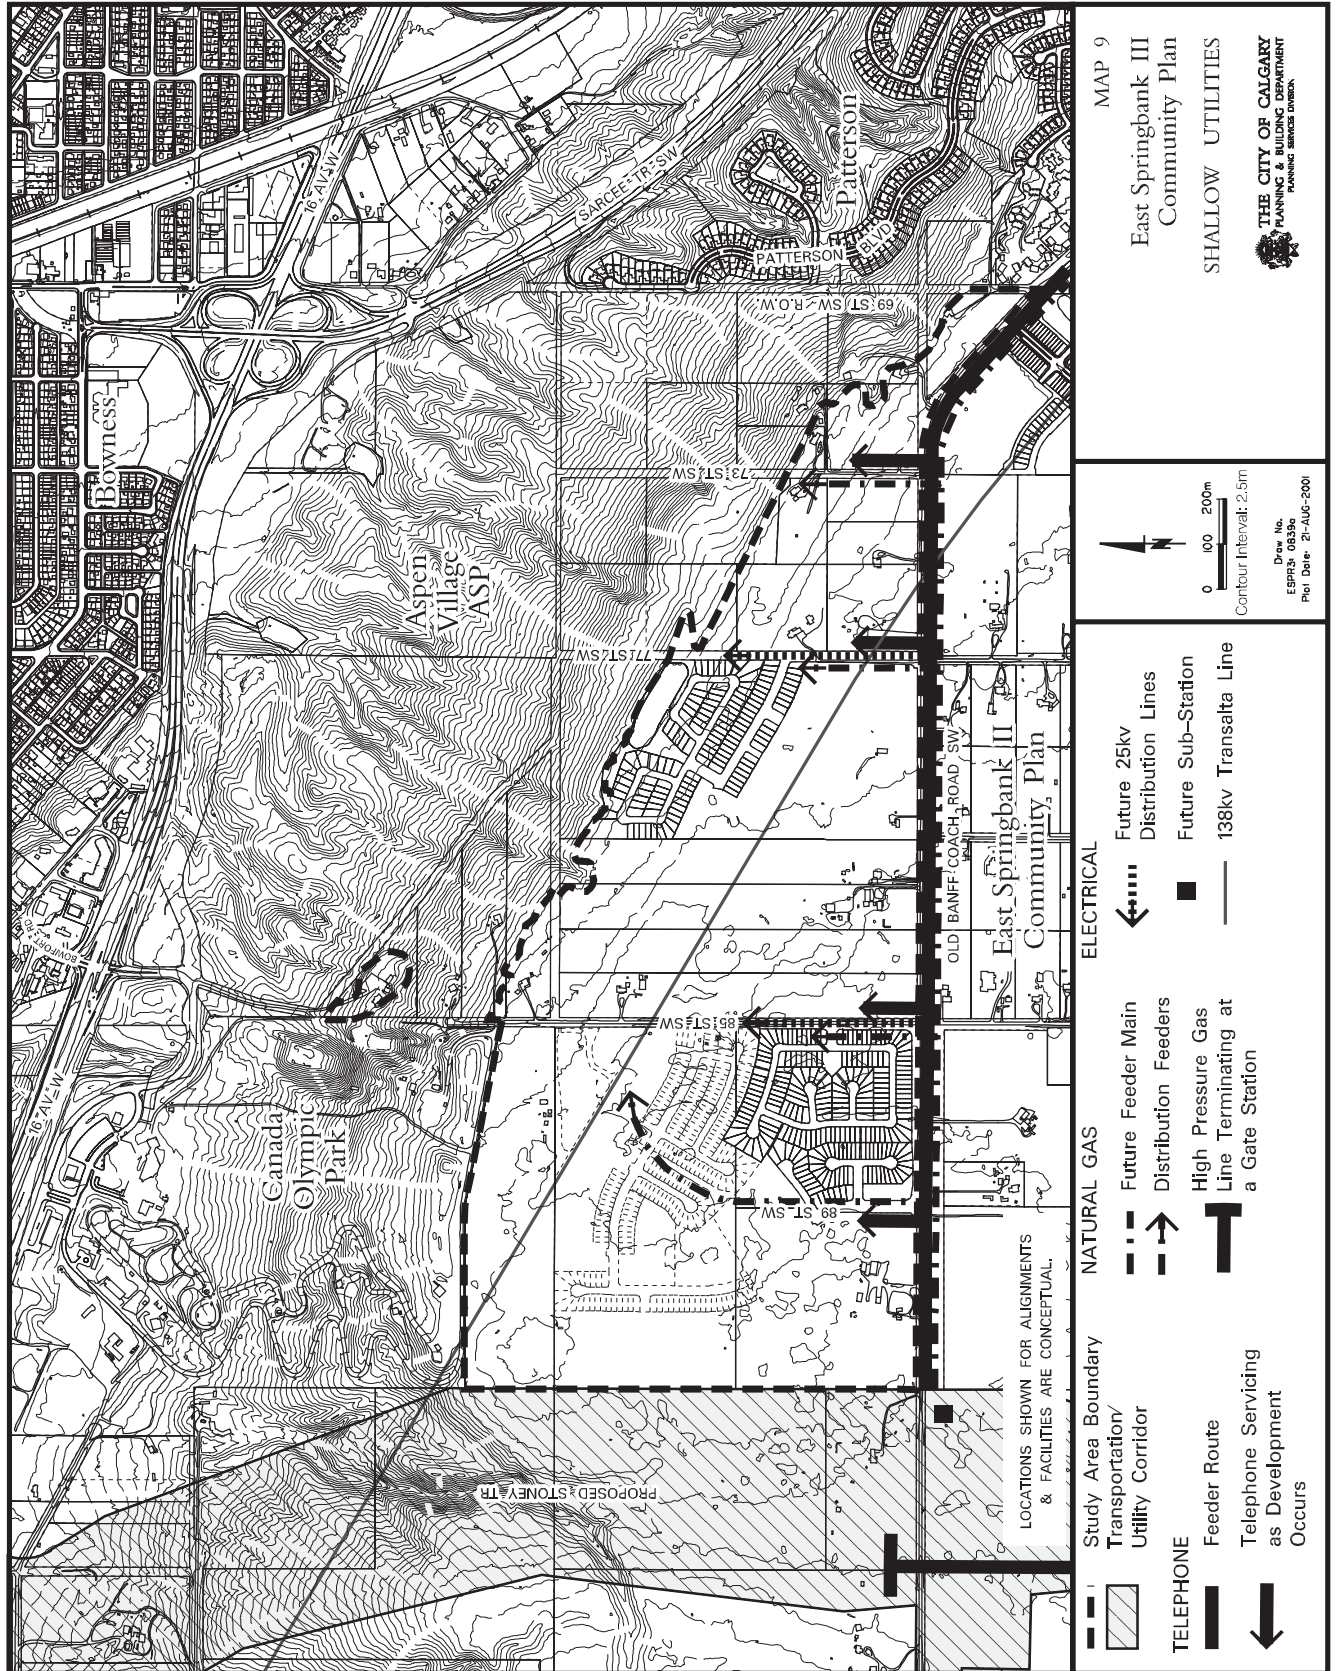 Bowness
16 AV NW
SARCEE TR SW
Patterson
PATTERSON
BLVD
69 ST SW - R.O.W.
Aspen
Village
ASP
73 ST SW
77 ST SW
BOWFORT RD
16 AV NW
Canada
Olympic
Park
85 ST SW
89 ST SW
OLD BANFF COACH ROAD SW
East Springbank II
Community Plan
PROPOSED STONEY TR
LOCATIONS SHOWN FOR ALIGNMENTS
& FACILITIES ARE CONCEPTUAL.
Study Area Boundary
Transportation/
Utility Corridor
TELEPHONE
Feeder Route
Telephone Servicing
as Development
Occurs
NATURAL GAS
Future Feeder Main
Distribution Feeders
High Pressure Gas
Line Terminating at
a Gate Station
ELECTRICAL
Future 25kv
Distribution Lines
Future Sub-Station
138kv Transalta Line
0 100 200m
Contour Interval: 2.5m
Draw No.
ESPR3: 0839a
Plot Date: 21-AUG-2001
MAP 9
East Springbank III
Community Plan
SHALLOW UTILITIES
THE CITY OF CALGARY
PLANNING & BUILDING DEPARTMENT
PLANNING SERVICES DIVISION